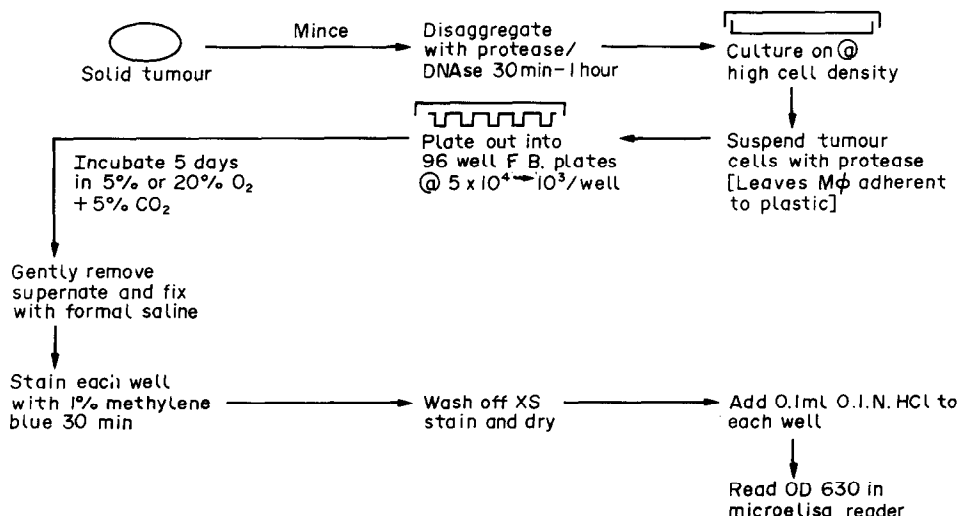 Solid tumour
Mince
Disaggregate
with protease/
DNAse 30min-1 hour
Culture on @
high cell density
Suspend tumour
cells with protease
[Leaves Mϕ adherent
to plastic]
Plate out into
96 well F B. plates
@ 5 x 10⁴ → 10³/well
Incubate 5 days
in 5% or 20% O₂
+ 5% CO₂
Gently remove
supernate and fix
with formal saline
Stain each well
with 1% methylene
blue 30 min
Wash off XS
stain and dry
Add 0.1ml 0.1.N. HCl to
each well
Read OD 630 in
microelisa reader